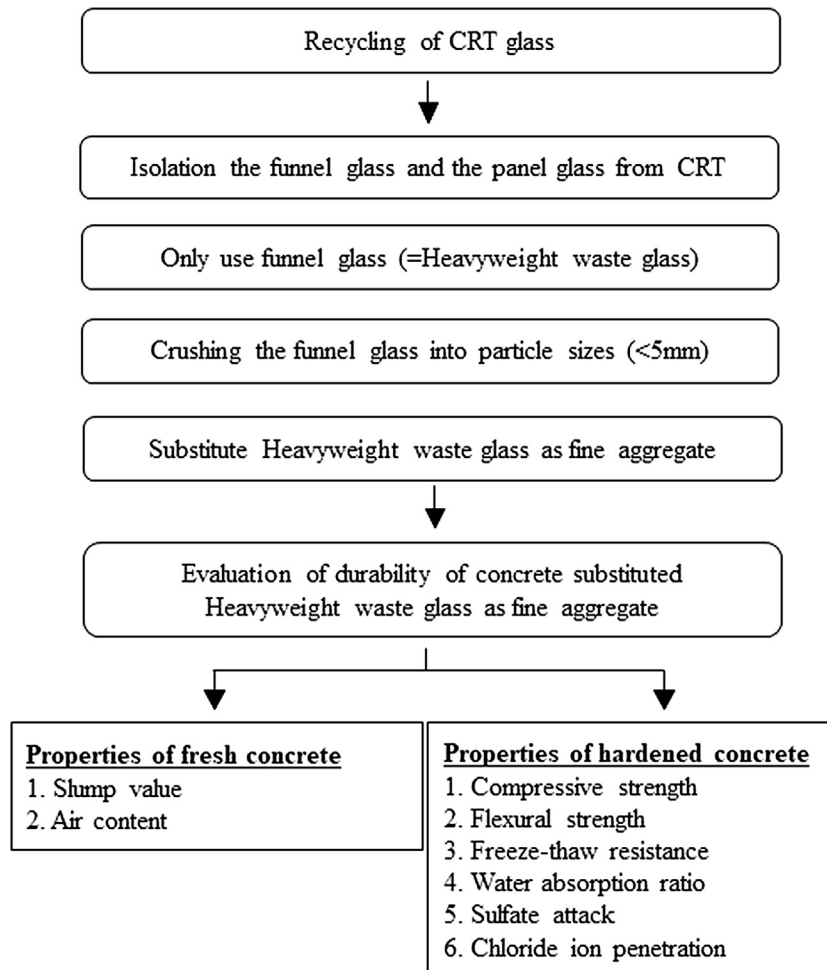 Recycling of CRT glass
Isolation the funnel glass and the panel glass from CRT
Only use funnel glass (=Heavyweight waste glass)
Crushing the funnel glass into particle sizes (<5mm)
Substitute Heavyweight waste glass as fine aggregate
Evaluation of durability of concrete substituted
Heavyweight waste glass as fine aggregate
Properties of fresh concrete
1. Slump value
2. Air content
Properties of hardened concrete
1. Compressive strength
2. Flexural strength
3. Freeze-thaw resistance
4. Water absorption ratio
5. Sulfate attack
6. Chloride ion penetration